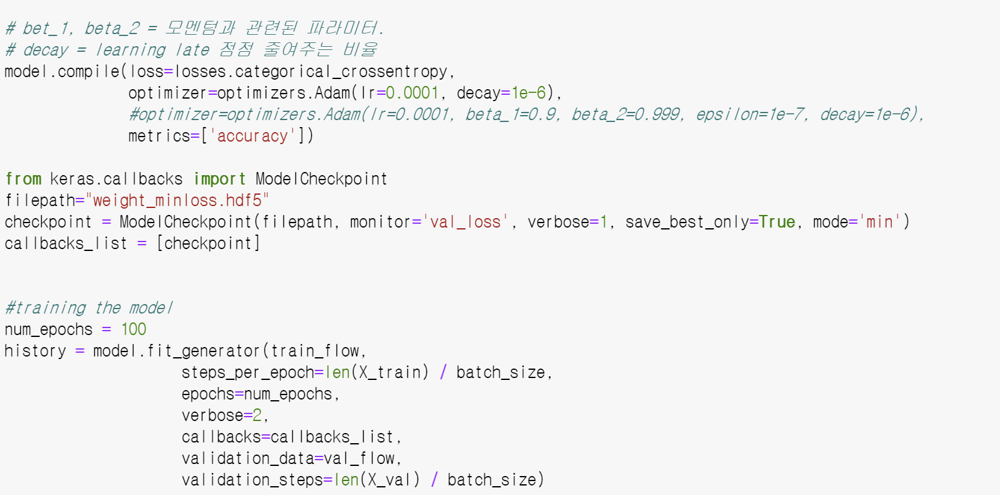 # bet_1, beta_2 = 모멘텀과 관련된 파라미터.
# decay = learning late 점점 줄여주는 비율
model.compile(loss=losses.categorical_crossentropy,
              optimizer=optimizers.Adam(lr=0.0001, decay=1e-6),
              #optimizer=optimizers.Adam(lr=0.0001, beta_1=0.9, beta_2=0.999, epsilon=1e-7, decay=1e-6),
              metrics=['accuracy'])
from keras.callbacks import ModelCheckpoint
filepath="weight_minloss.hdf5"
checkpoint = ModelCheckpoint(filepath, monitor='val_loss', verbose=1, save_best_only=True, mode='min')
callbacks_list = [checkpoint]
#training the model
num_epochs = 100
history = model.fit_generator(train_flow,
                    steps_per_epoch=len(X_train) / batch_size,
                    epochs=num_epochs,
                    verbose=2,
                    callbacks=callbacks_list,
                    validation_data=val_flow,
                    validation_steps=len(X_val) / batch_size)